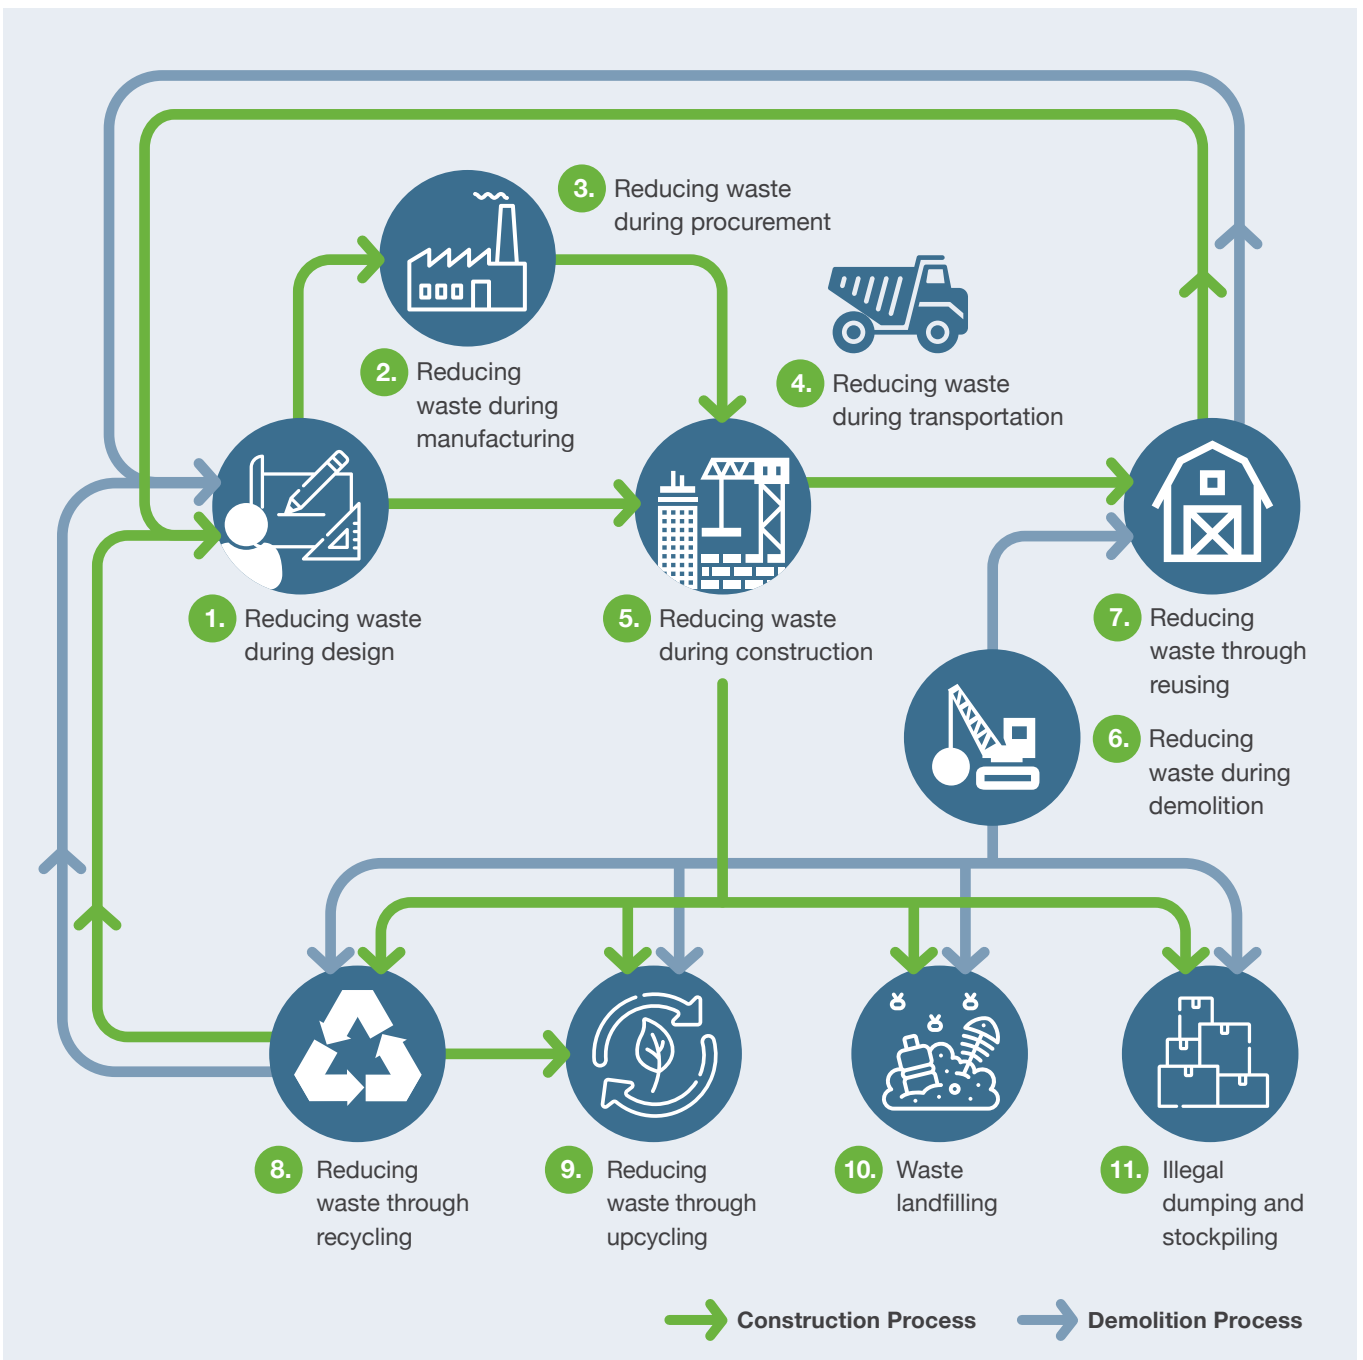 3. Reducing waste
during procurement
2. Reducing
waste during
manufacturing
4. Reducing waste
during transportation
1. Reducing waste
during design
5. Reducing waste
during construction
7. Reducing
waste through
reusing
6. Reducing
waste during
demolition
8. Reducing
waste through
recycling
9. Reducing
waste through
upcycling
10. Waste
landfilling
11. Illegal
dumping and
stockpiling
Construction Process
Demolition Process